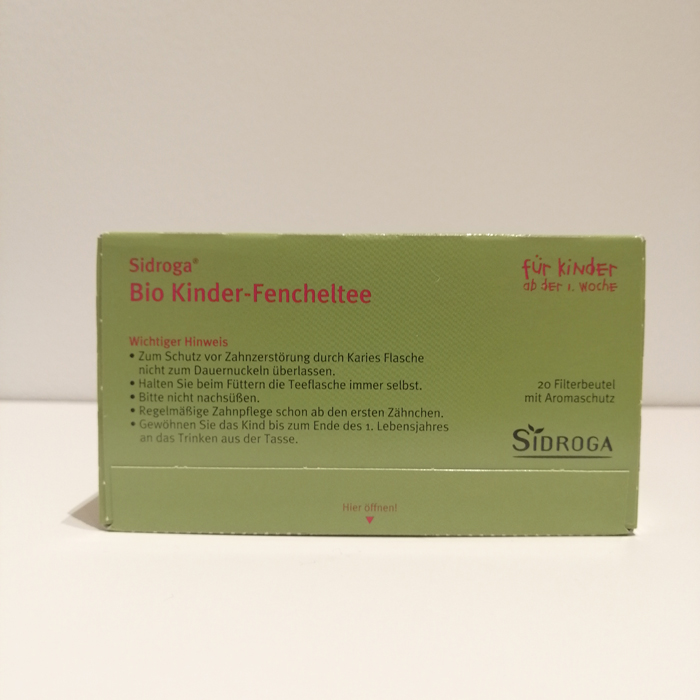 Sidroga®
Bio Kinder-Fencheltee
für Kinder
ab der 1. Woche
Wichtiger Hinweis
• Zum Schutz vor Zahnzerstörung durch Karies Flasche
nicht zum Dauernuckeln überlassen.
• Halten Sie beim Füttern die Teeflasche immer selbst.
• Bitte nicht nachsüßen.
• Regelmäßige Zahnpflege schon ab den ersten Zähnchen.
• Gewöhnen Sie das Kind bis zum Ende des 1. Lebensjahres
an das Trinken aus der Tasse.
20 Filterbeutel
mit Aromaschutz
SIDROGA
Hier öffnen!